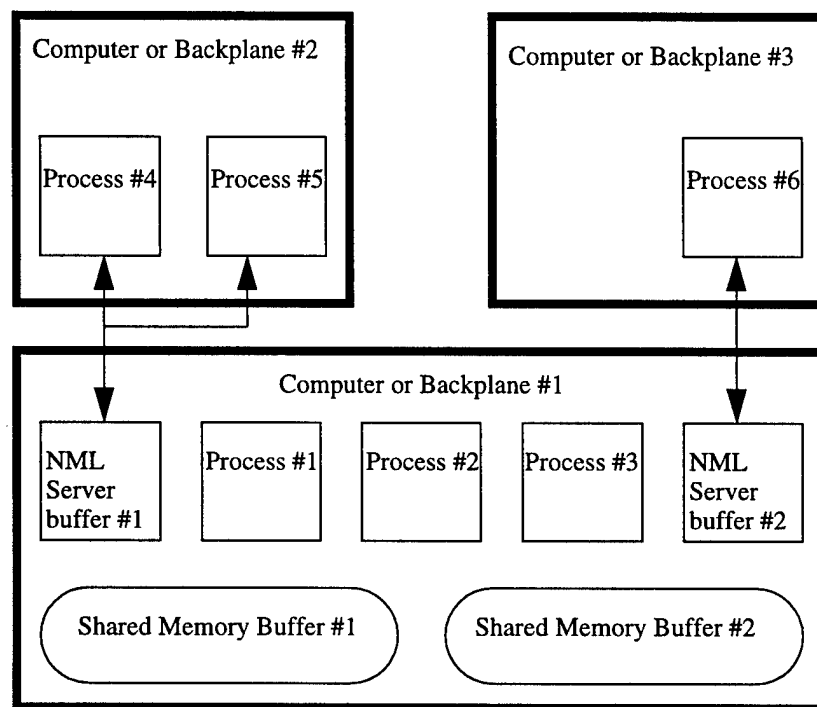 Computer or Backplane #2
Computer or Backplane #3
Process #4
Process #5
Process #6
Computer or Backplane #1
NML
Server
buffer #1
Process #1
Process #2
Process #3
NML
Server
buffer #2
Shared Memory Buffer #1
Shared Memory Buffer #2